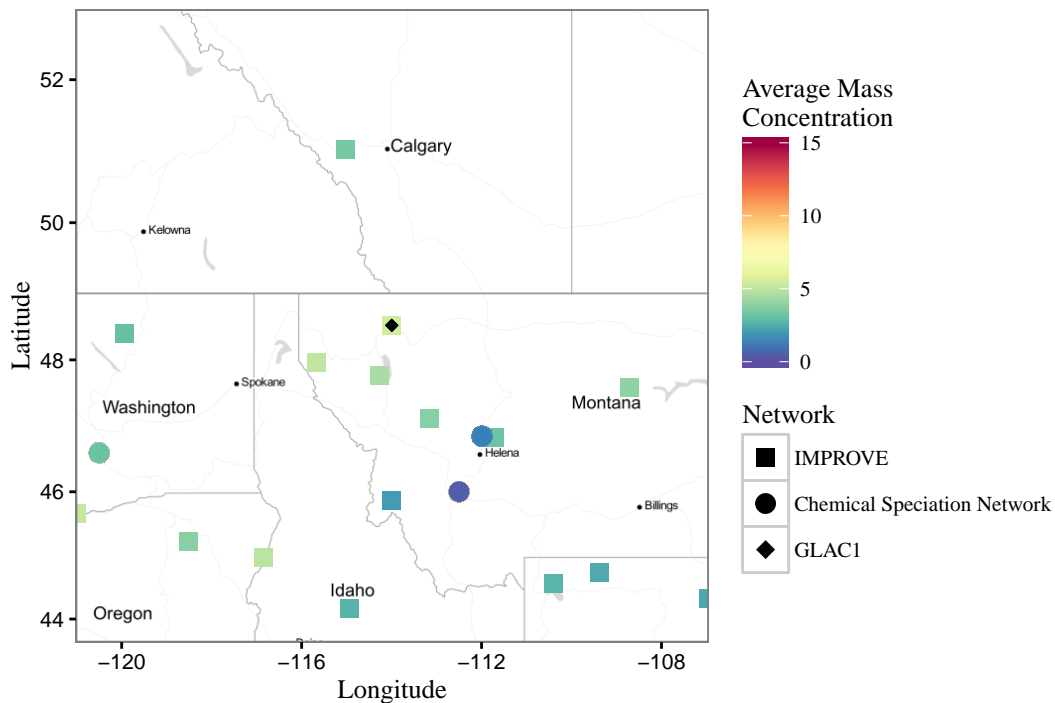 52
50
48
46
44
Latitude
−120
−116
−112
−108
Longitude
Calgary
Kelowna
Spokane
Washington
Montana
Helena
Billings
Idaho
Oregon
Average Mass
Concentration
15
10
5
0
Network
IMPROVE
Chemical Speciation Network
GLAC1